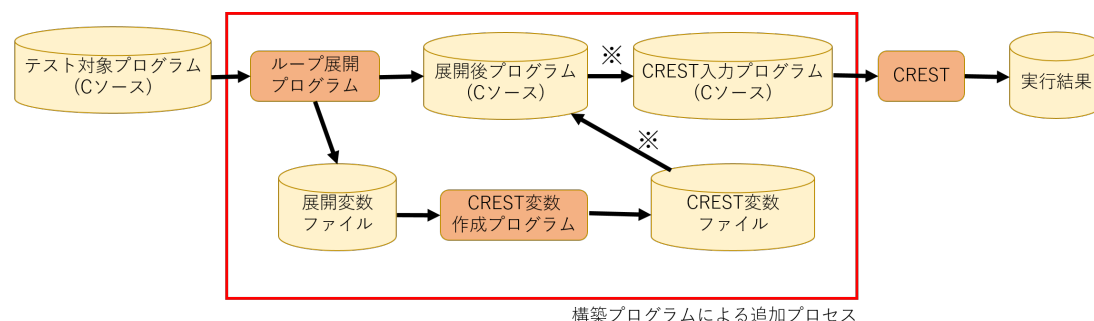 テスト対象プログラム
(Cソース)
ループ展開
プログラム
展開後プログラム
(Cソース)
※
CREST入力プログラム
(Cソース)
CREST
実行結果
※
展開変数
ファイル
CREST変数
作成プログラム
CREST変数
ファイル
構築プログラムによる追加プロセス